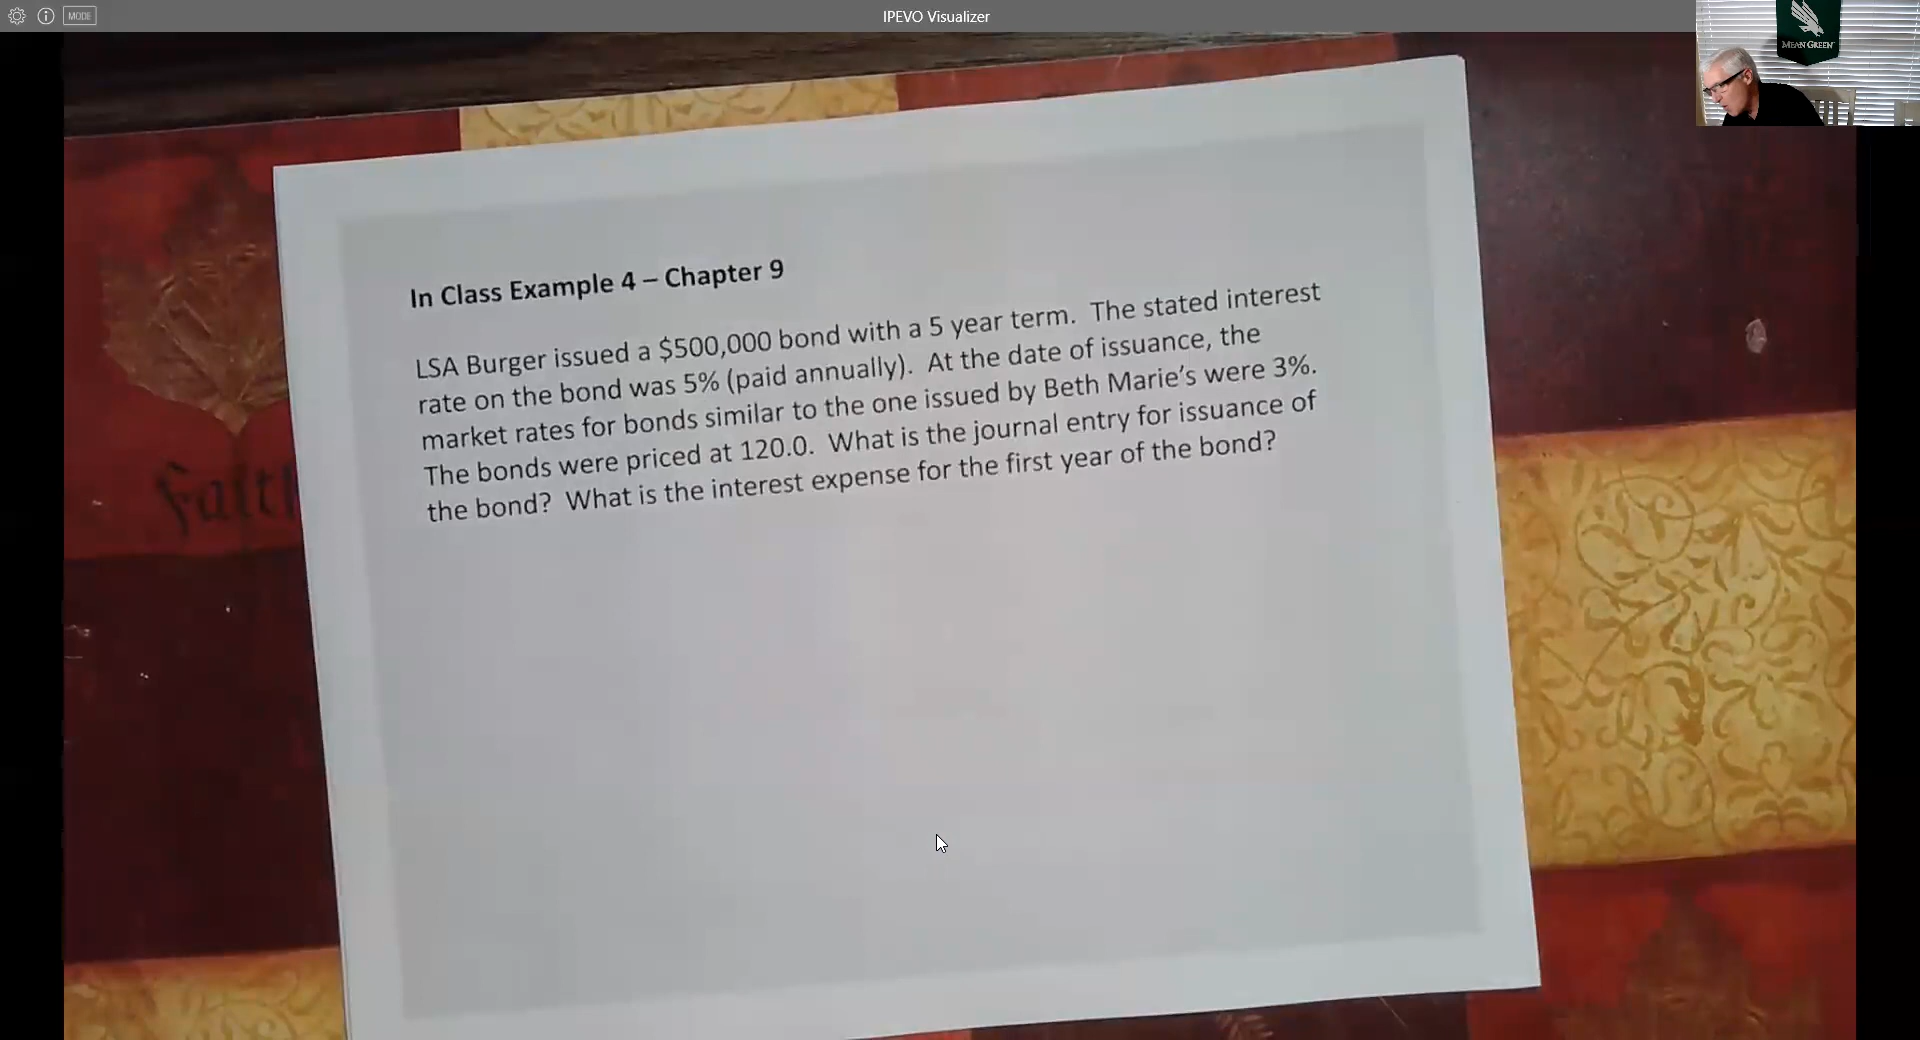 MODE
IPEVO Visualizer
MEAN GREEN
In Class Example 4 – Chapter 9
LSA Burger issued a $500,000 bond with a 5 year term. The stated interest
rate on the bond was 5% (paid annually). At the date of issuance, the
market rates for bonds similar to the one issued by Beth Marie’s were 3%.
The bonds were priced at 120.0. What is the journal entry for issuance of
the bond? What is the interest expense for the first year of the bond?